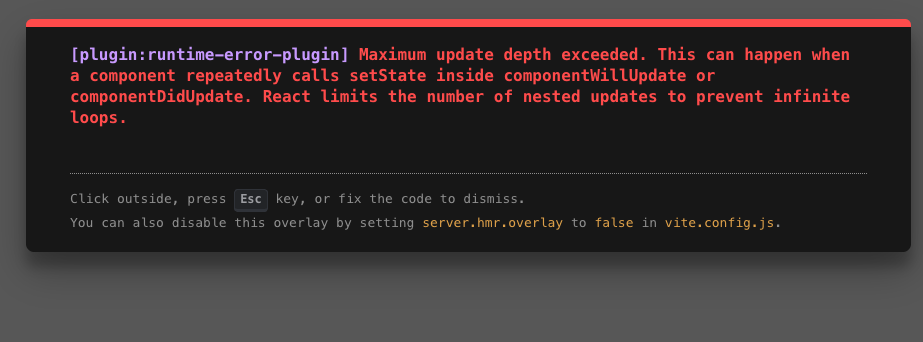 [plugin:runtime-error-plugin] Maximum update depth exceeded. This can happen when
a component repeatedly calls setState inside componentWillUpdate or
componentDidUpdate. React limits the number of nested updates to prevent infinite
loops.
Click outside, press Esc key, or fix the code to dismiss.
You can also disable this overlay by setting server.hmr.overlay to false in vite.config.js.